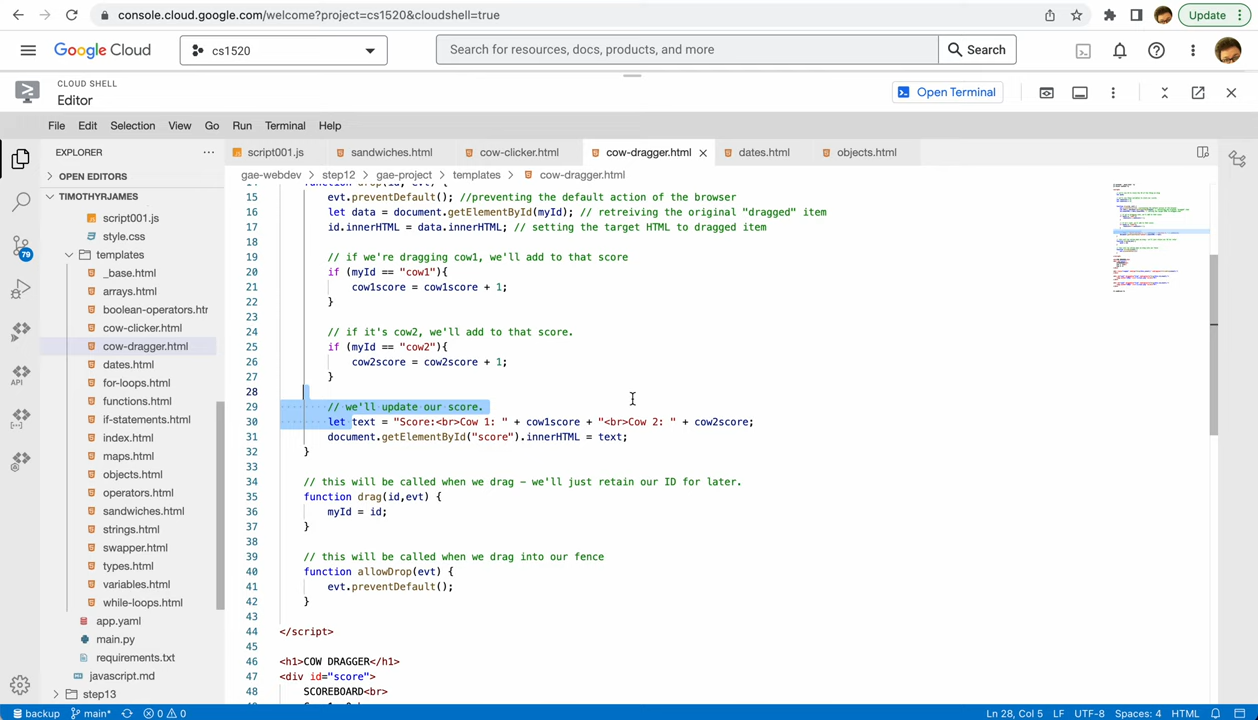 console.cloud.google.com/welcome?project=cs1520&cloudshell=true
Update
Google Cloud
cs1520
Search for resources, docs, products, and more
Search
CLOUD SHELL
Editor
Open Terminal
File Edit Selection View Go Run Terminal Help
EXPLORER
script001.js sandwiches.html cow-clicker.html cow-dragger.html dates.html objects.html
OPEN EDITORS
gae-webdev > step12 > gae-project > templates > cow-dragger.html
TIMOTHYJAMES
script001.js
style.css
templates
_base.html
arrays.html
boolean-operators.htr
cow-clicker.html
cow-dragger.html
dates.html
for-loops.html
functions.html
if-statements.html
index.html
maps.html
objects.html
operators.html
sandwiches.html
strings.html
swapper.html
types.html
variables.html
while-loops.html
app.yaml
main.py
requirements.txt
javascript.md
step13
79
API
14 function drop(id, evt) {
15 evt.preventDefault(); //preventing the default action of the browser
16 let data = document.getElementById(myId); // retreiving the original "dragged" item
17 id.innerHTML = data.innerHTML; // setting the target HTML to dragged item
18
19 // if we're dragging cow1, we'll add to that score
20 if (myId == "cow1"){
21 cow1score = cow1score + 1;
22 }
23
24 // if it's cow2, we'll add to that score.
25 if (myId == "cow2"){
26 cow2score = cow2score + 1;
27 }
28
29 // we'll update our score.
30 let text = "Score:<br>Cow 1: " + cow1score + "<br>Cow 2: " + cow2score;
31 document.getElementById("score").innerHTML = text;
32 }
33
34 // this will be called when we drag – we'll just retain our ID for later.
35 function drag(id,evt) {
36 myId = id;
37 }
38
39 // this will be called when we drag into our fence
40 function allowDrop(evt) {
41 evt.preventDefault();
42 }
43
44 </script>
45
46 <h1>COW DRAGGER</h1>
47 <div id="score">
48 SCOREBOARD<br>
backup main* 0 0 Ln 28, Col 5 LF UTF-8 Spaces: 4 HTML